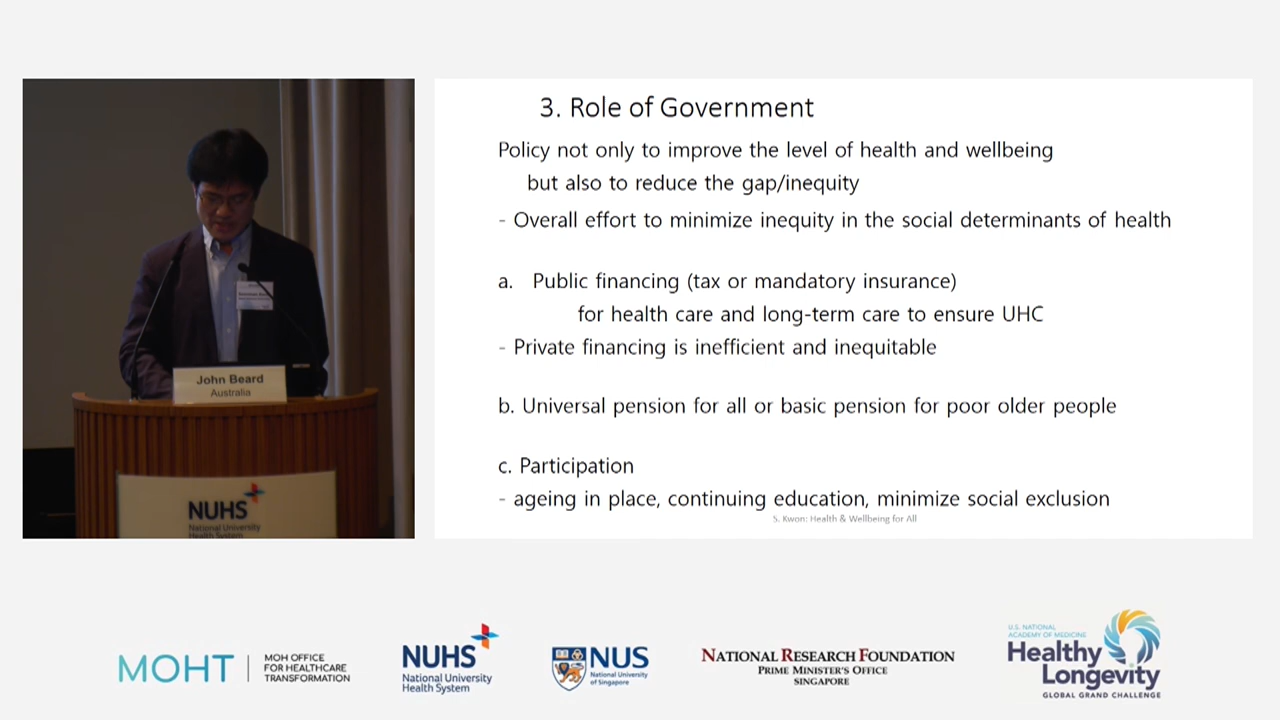 3. Role of Government
Policy not only to improve the level of health and wellbeing
but also to reduce the gap/inequity
- Overall effort to minimize inequity in the social determinants of health
a. Public financing (tax or mandatory insurance)
for health care and long-term care to ensure UHC
- Private financing is inefficient and inequitable
b. Universal pension for all or basic pension for poor older people
c. Participation
- ageing in place, continuing education, minimize social exclusion
S. Kwon: Health & Wellbeing for All
John Beard
Australia
NUHS
National University
Health System
MOHT
MOH OFFICE
FOR HEALTHCARE
TRANSFORMATION
NUHS
National University
Health System
NUS
National University
of Singapore
NATIONAL RESEARCH FOUNDATION
PRIME MINISTER'S OFFICE
SINGAPORE
U.S. NATIONAL
ACADEMY OF MEDICINE
Healthy
Longevity
GLOBAL GRAND CHALLENGE